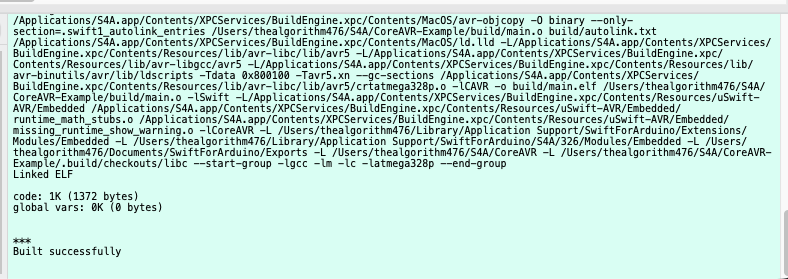 /Applications/S4A.app/Contents/XPCServices/BuildEngine.xpc/Contents/MacOS/avr-objcopy -O binary --only-
section=.swift1_autolink_entries /Users/thealgorithm476/S4A/CoreAVR-Example/build/main.o build/autolink.txt
/Applications/S4A.app/Contents/XPCServices/BuildEngine.xpc/Contents/MacOS/ld.lld -L/Applications/S4A.app/Contents/XPCServices/
BuildEngine.xpc/Contents/Resources/lib/avr-libgcc/avr5 -L/Applications/S4A.app/Contents/XPCServices/BuildEngine.xpc/
Contents/Resources/lib/avr-libc/avr/lib/avr5 -L/Applications/S4A.app/Contents/XPCServices/BuildEngine.xpc/Contents/Resources/lib/
avr-binutils/avr/lib/ldscripts -Tdata 0x800100 -Tavr5.xn --gc-sections /Applications/S4A.app/Contents/XPCServices/
BuildEngine.xpc/Contents/Resources/lib/avr-libc/avr/lib/avr5/crtatmega328p.o -lCAVR -o build/main.elf /Users/thealgorithm476/S4A/
CoreAVR-Example/build/main.o -lSwift -L/Applications/S4A.app/Contents/XPCServices/BuildEngine.xpc/Contents/Resources/uSwift-
AVR/Embedded /Applications/S4A.app/Contents/XPCServices/BuildEngine.xpc/Contents/Resources/uSwift-AVR/Embedded/
runtime_math_stubs.o /Applications/S4A.app/Contents/XPCServices/BuildEngine.xpc/Contents/Resources/uSwift-AVR/Embedded/
missing_runtime_show_warning.o -lCoreAVR -L /Users/thealgorithm476/Library/Application Support/SwiftForArduino/Extensions/
Modules/Embedded -L /Users/thealgorithm476/Library/Application Support/SwiftForArduino/S4A/326/Modules/Embedded -L /Users/
thealgorithm476/Documents/SwiftForArduino/Exports -L /Users/thealgorithm476/S4A/CoreAVR -L /Users/thealgorithm476/S4A/CoreAVR-
Example/.build/checkouts/libc --start-group -lgcc -lm -lc -latmega328p --end-group
Linked ELF
code: 1K (1372 bytes)
global vars: 0K (0 bytes)
***
Built successfully